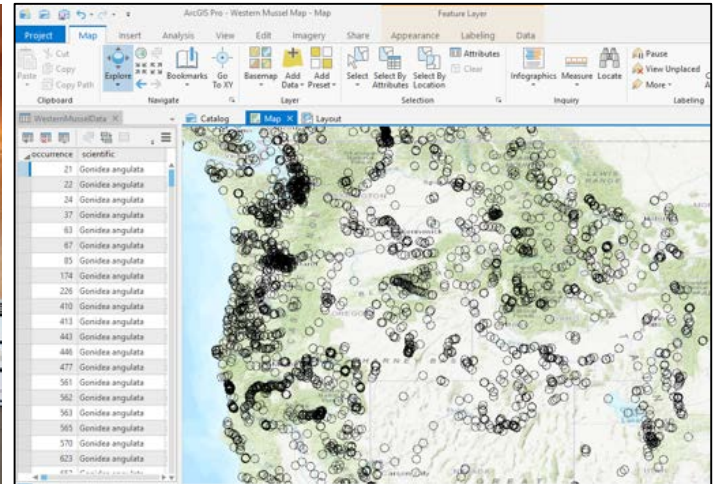 ArcGIS Pro - Western Mussel Map - Map
Feature Layer
Project Map Insert Analysis View Edit Imagery Share Appearance Labeling Data
Paste
Cut
Copy
Copy Path
Explore
Bookmarks
Go To XY
Basemap
Add Data
Add Preset
Select
Select By Attributes
Select By Location
Attributes
Clear
Infographics
Measure
Locate
Pause
View Unplaced
More
Clipboard
Navigate
Layer
Selection
Inquiry
Labeling
WesternMusselData
Catalog
Map
Layout
occurrence scientific
21 Gonidea angulata
22 Gonidea angulata
24 Gonidea angulata
37 Gonidea angulata
63 Gonidea angulata
67 Gonidea angulata
85 Gonidea angulata
174 Gonidea angulata
226 Gonidea angulata
410 Gonidea angulata
413 Gonidea angulata
443 Gonidea angulata
446 Gonidea angulata
477 Gonidea angulata
561 Gonidea angulata
562 Gonidea angulata
563 Gonidea angulata
565 Gonidea angulata
570 Gonidea angulata
623 Gonidea angulata
LEWIS
RANGE